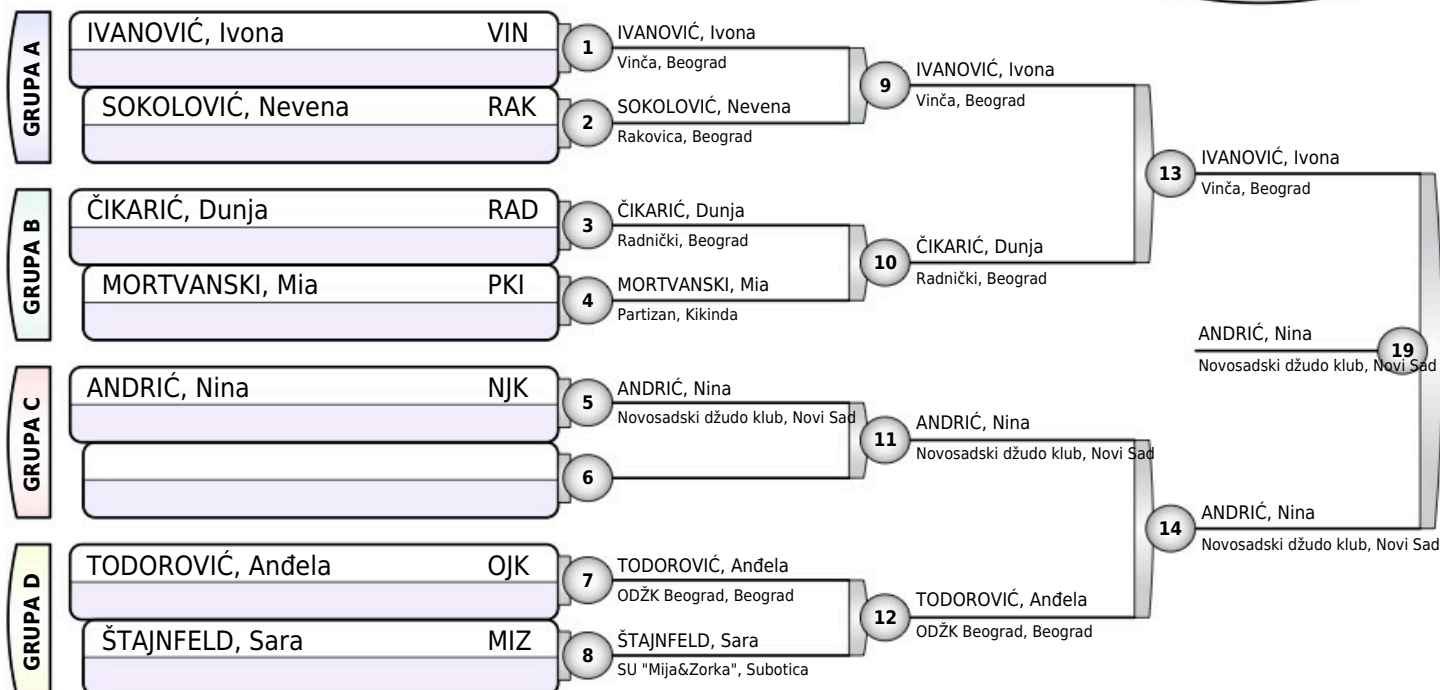 GRUPA A
IVANOVIĆ, Ivona VIN
SOKOLOVIĆ, Nevena RAK
1
IVANOVIĆ, Ivona
Vinča, Beograd
2
SOKOLOVIĆ, Nevena
Rakovica, Beograd
9
IVANOVIĆ, Ivona
Vinča, Beograd
13
IVANOVIĆ, Ivona
Vinča, Beograd
GRUPA B
ČIKARIĆ, Dunja RAD
MORTVANSKI, Mia PKI
3
ČIKARIĆ, Dunja
Radnički, Beograd
4
MORTVANSKI, Mia
Partizan, Kikinda
10
ČIKARIĆ, Dunja
Radnički, Beograd
ANDRIĆ, Nina
19
Novosadski džudo klub, Novi Sad
GRUPA C
ANDRIĆ, Nina NJK
5
ANDRIĆ, Nina
Novosadski džudo klub, Novi Sad
6
11
ANDRIĆ, Nina
Novosadski džudo klub, Novi Sad
14
ANDRIĆ, Nina
Novosadski džudo klub, Novi Sad
GRUPA D
TODOROVIĆ, Anđela OJK
ŠTAJNFELD, Sara MIZ
7
TODOROVIĆ, Anđela
ODŽK Beograd, Beograd
8
ŠTAJNFELD, Sara
SU "Mija&Zorka", Subotica
12
TODOROVIĆ, Anđela
ODŽK Beograd, Beograd